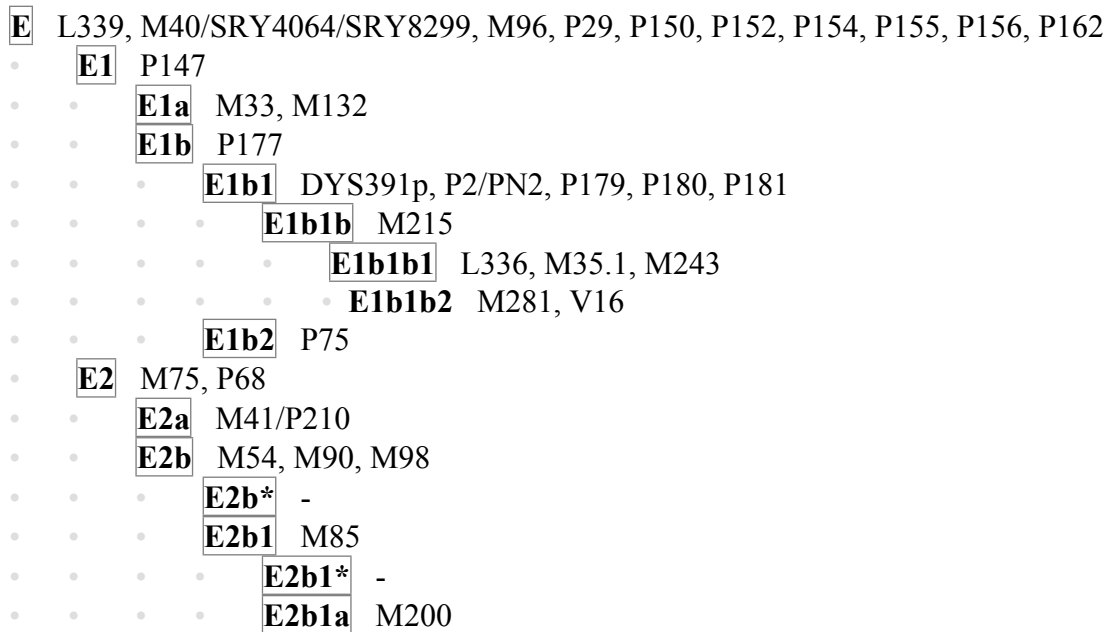 E L339, M40/SRY4064/SRY8299, M96, P29, P150, P152, P154, P155, P156, P162
E1 P147
E1a M33, M132
E1b P177
E1b1 DYS391p, P2/PN2, P179, P180, P181
E1b1b M215
E1b1b1 L336, M35.1, M243
E1b1b2 M281, V16
E1b2 P75
E2 M75, P68
E2a M41/P210
E2b M54, M90, M98
E2b* -
E2b1 M85
E2b1* -
E2b1a M200